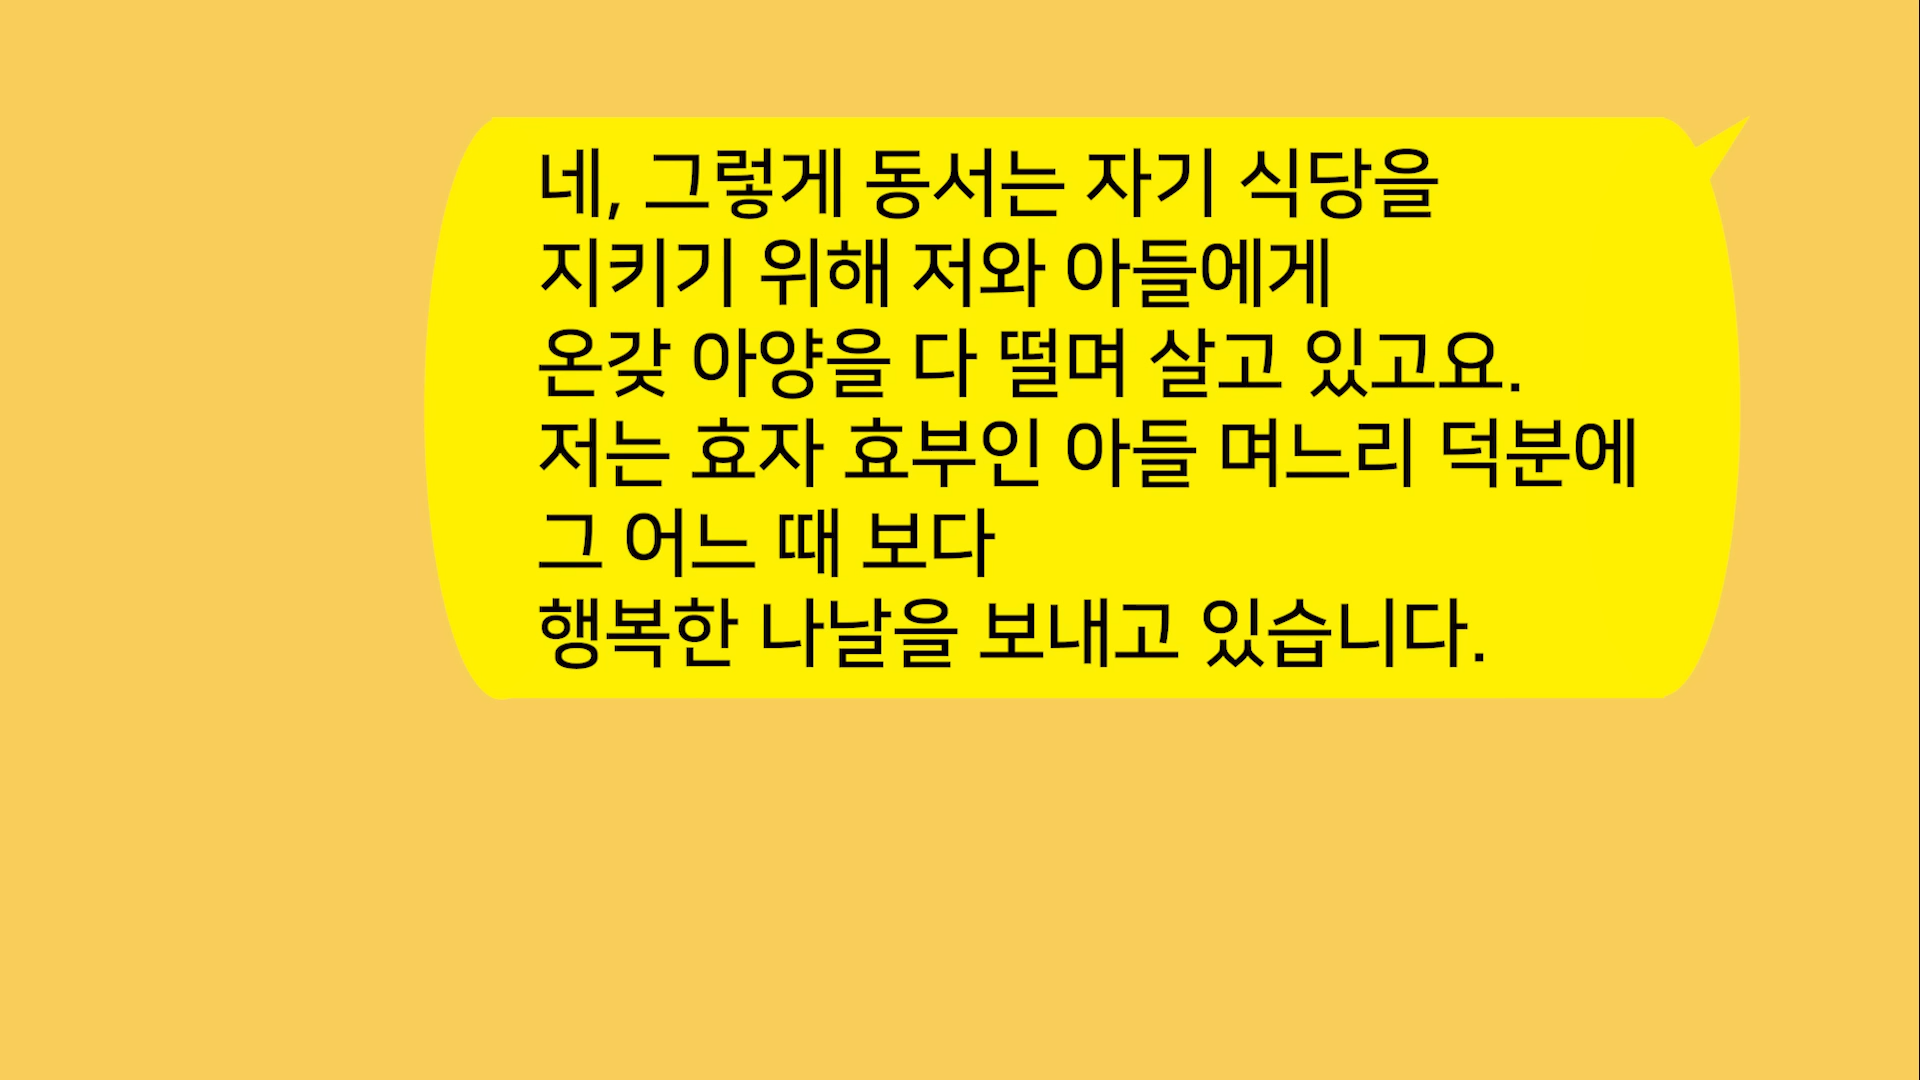 네, 그렇게 동서는 자기 식당을
지키기 위해 저와 아들에게
온갖 아양을 다 떨며 살고 있고요.
저는 효자 효부인 아들 며느리 덕분에
그 어느 때 보다
행복한 나날을 보내고 있습니다.